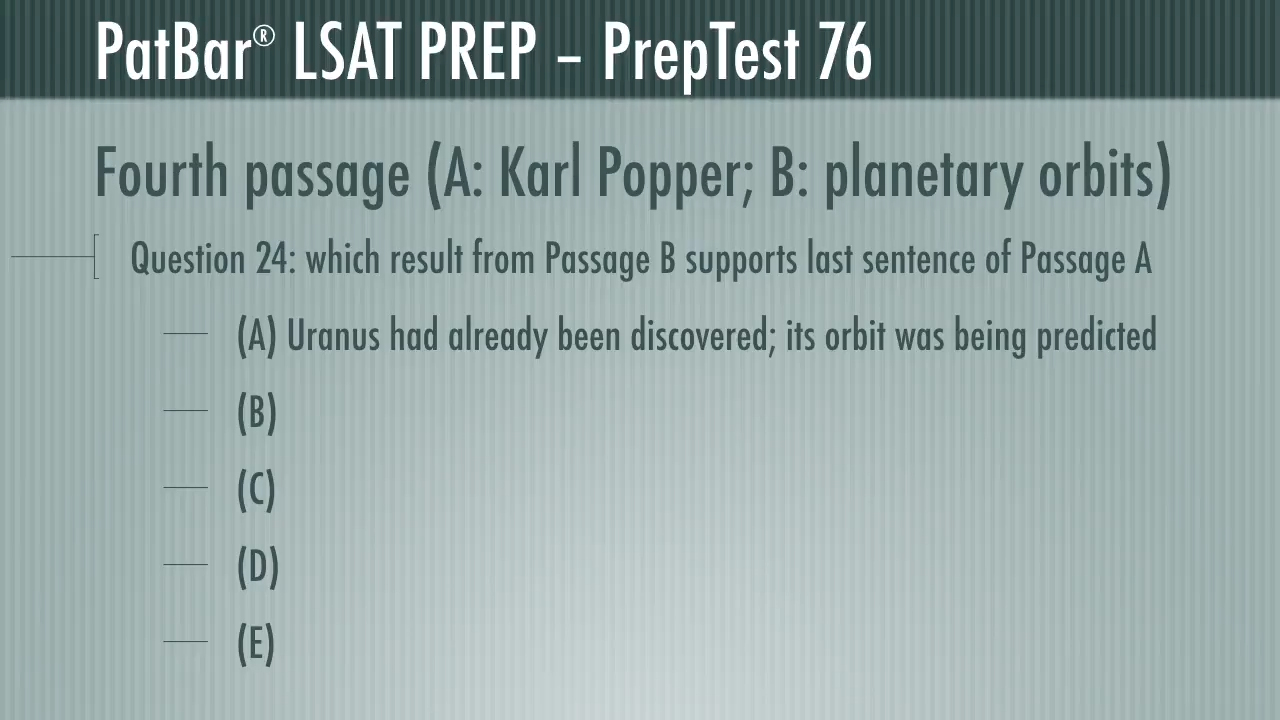 PatBar® LSAT PREP – PrepTest 76
Fourth passage (A: Karl Popper; B: planetary orbits)
Question 24: which result from Passage B supports last sentence of Passage A
(A) Uranus had already been discovered; its orbit was being predicted
(B)
(C)
(D)
(E)